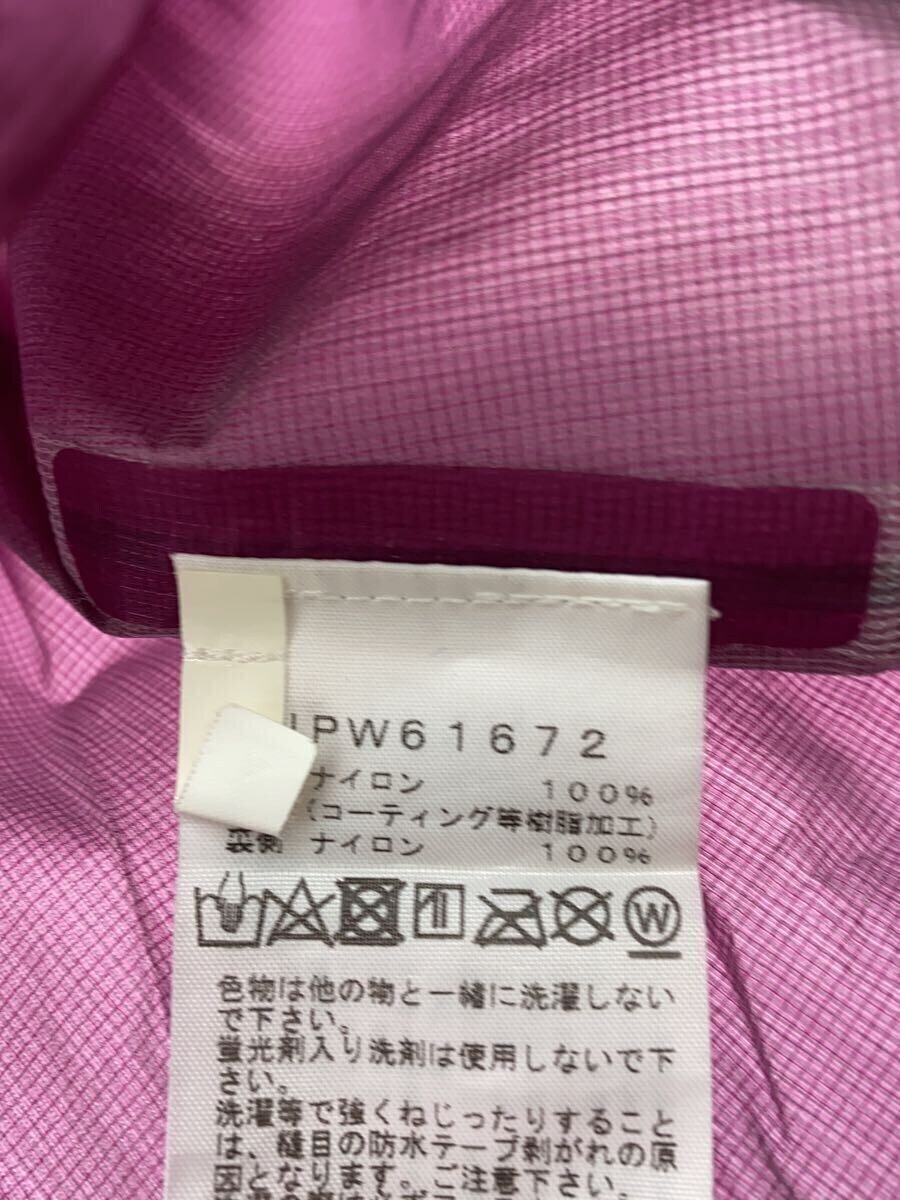 PW61672
ナイロン 100%
(コーティング等樹脂加工)
裏側 ナイロン 100%
W
色物は他の物と一緒に洗濯しない
で下さい。
蛍光剤入り洗剤は使用しないで下
さい。
洗濯等で強くねじったりすること
は、縫目の防水テープ剥がれの原
因となります。ご注意下さい。